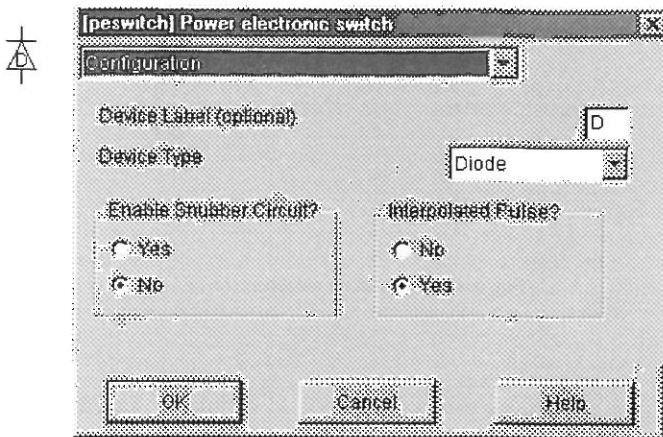 [peswitch] Power electronic switch
Configuration
D
Device Label (optional)
D
Device Type
Diode
Enable Snubber Circuit?
Interpolated Pulse?
Yes
No
No
Yes
OK
Cancel
Help